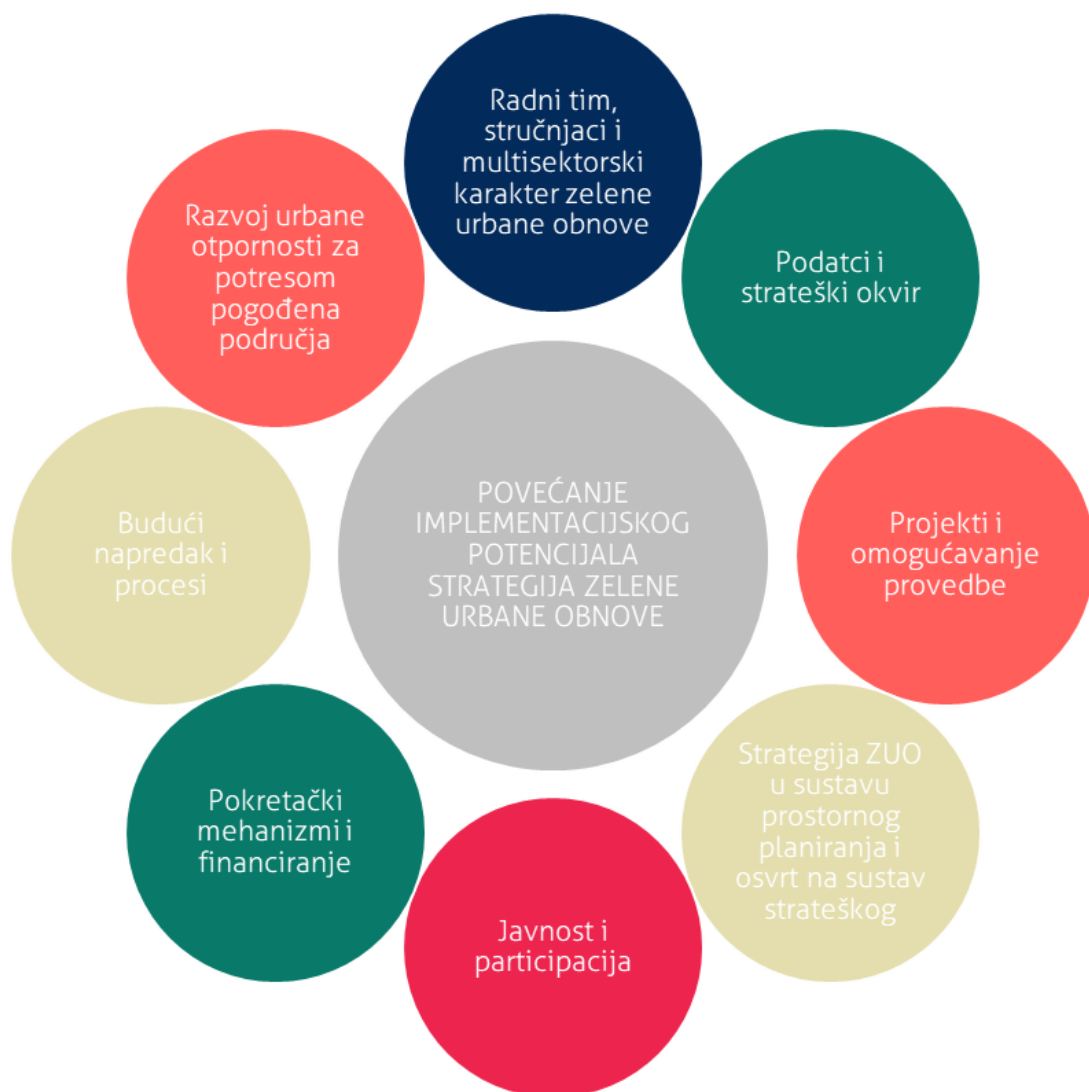 Radni tim,
stručnjaci i
multisektorski
karakter zelene
urbane obnove
Podatci i
strateški okvir
Projekti i
omogućavanje
provedbe
Strategija ZUO
u sustavu
prostornog
planiranja i
osvrt na sustav
strateškog
Javnost i
participacija
Pokretački
mehanizmi i
financiranje
Budući
napredak i
procesi
Razvoj urbane
otpornosti za
potresom
pogođena
područja
POVEĆANJE
IMPLEMENTACIJSKOG
POTENCIJALA
STRATEGIJA ZELENE
URBANE OBNOVE